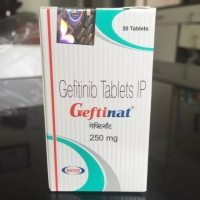 30 Tablets
Gefitinib Tablets IP
Geftinat®
गेफ्टिनॅट
250 mg
NATCO